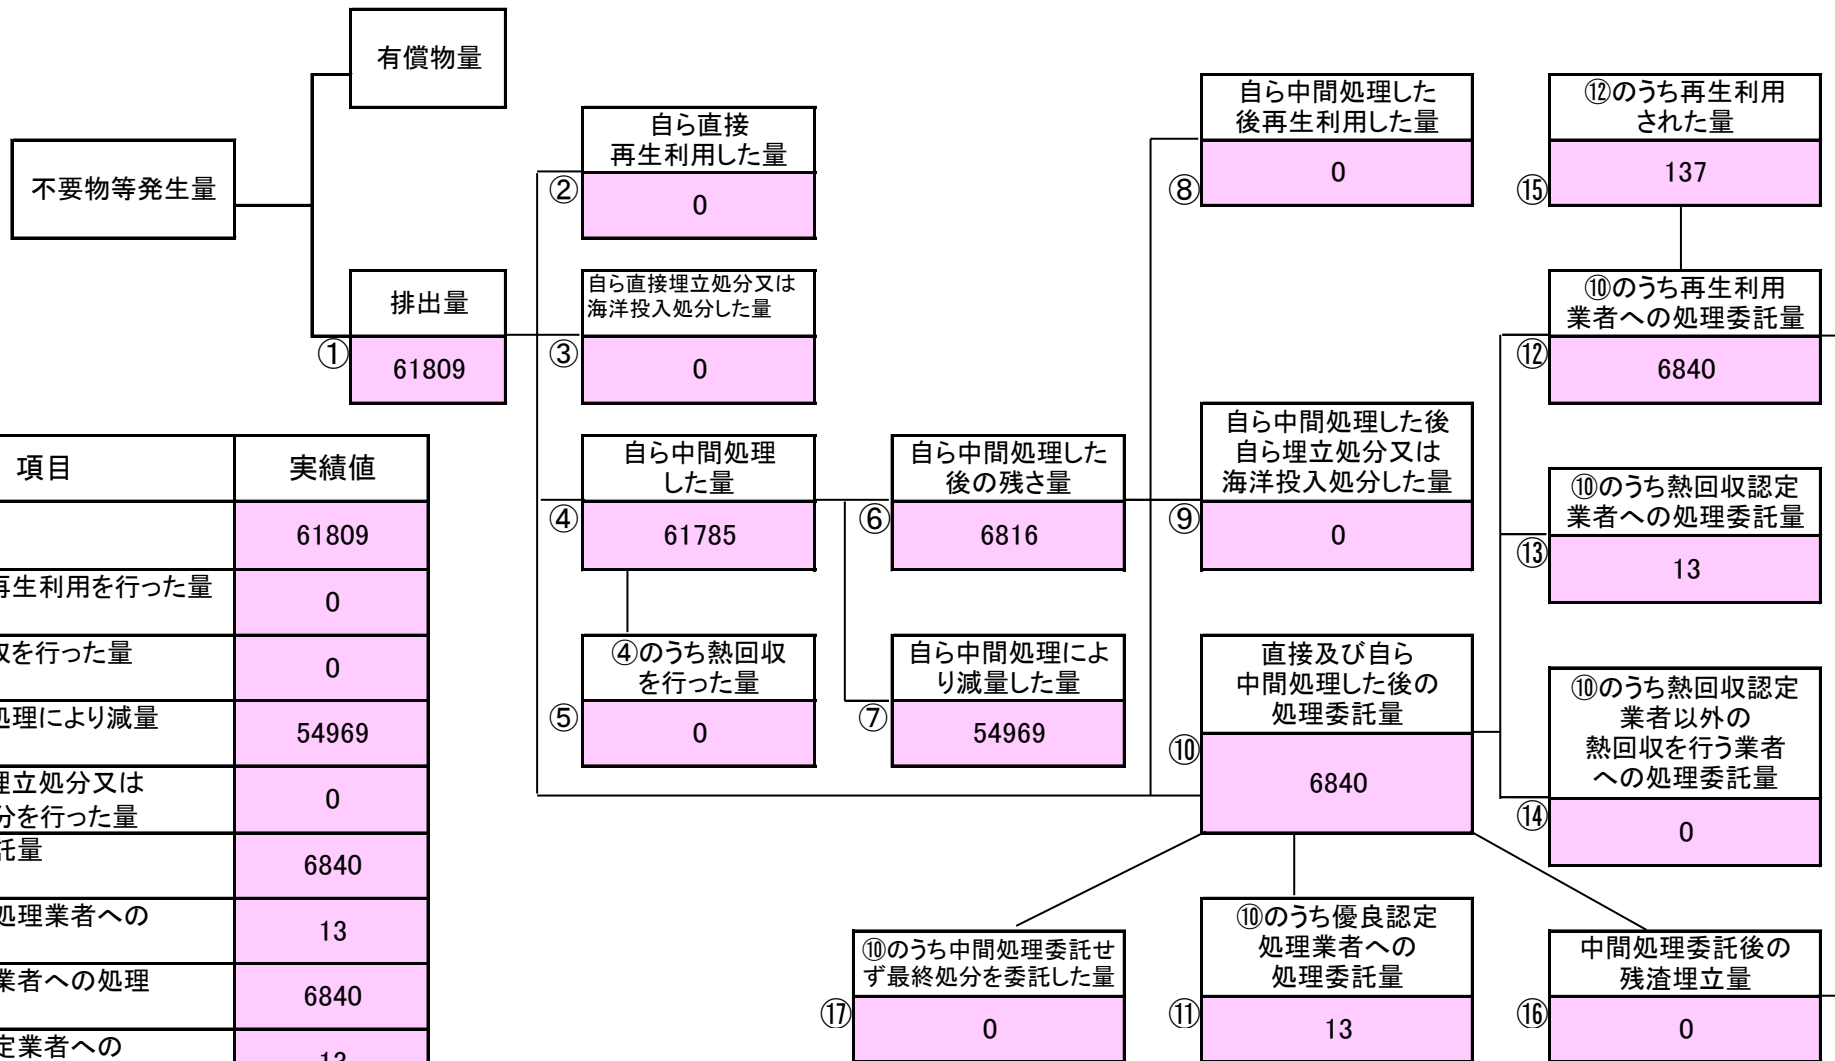 有償物量
不要物等発生量
排出量
①
61809
自ら直接
再生利用した量
②
0
自ら直接埋立処分又は
海洋投入処分した量
③
0
自ら中間処理
した量
④
61785
④のうち熱回収
を行った量
⑤
0
自ら中間処理した
後の残さ量
⑥
6816
自ら中間処理によ
り減量した量
⑦
54969
自ら中間処理した
後再生利用した量
⑧
0
自ら中間処理した後
自ら埋立処分又は
海洋投入処分した量
⑨
0
直接及び自ら
中間処理した後の
処理委託量
⑩
6840
⑫のうち再生利用
された量
⑮
137
⑩のうち再生利用
業者への処理委託量
⑫
6840
⑩のうち熱回収認定
業者への処理委託量
⑬
13
⑩のうち熱回収認定
業者以外の
熱回収を行う業者
への処理委託量
⑭
0
⑩のうち中間処理委託せ
ず最終処分を委託した量
⑰
0
⑩のうち優良認定
処理業者への
処理委託量
⑪
13
中間処理委託後の
残渣埋立量
⑯
0
項目 実績値
61809
再生利用を行った量
0
を行った量
0
処理により減量
54969
埋立処分又は
分を行った量
0
託量
6840
処理業者への
13
業者への処理
6840
定業者への
13